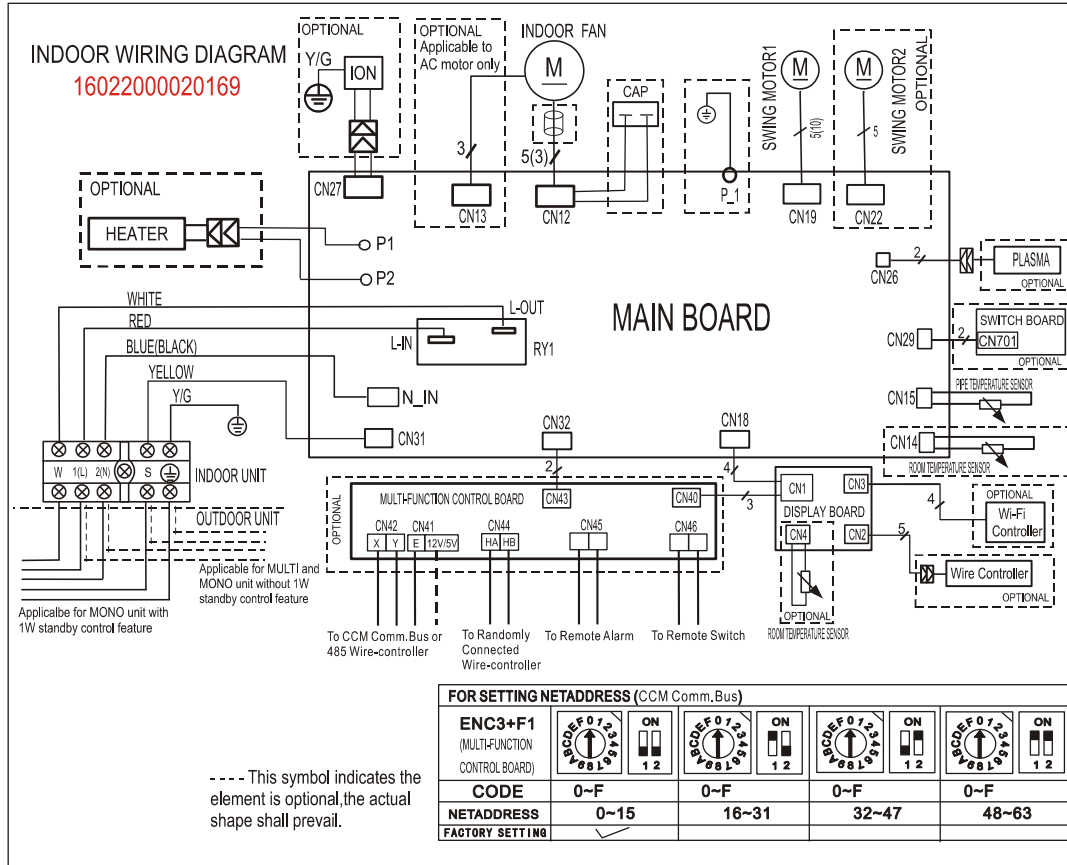 INDOOR WIRING DIAGRAM
16022000020169
OPTIONAL
Y/G
ION
CN27
OPTIONAL
Applicable to
AC motor only
3
CN13
INDOOR FAN
M
5(3)
CN12
CAP
P_1
SWING MOTOR1
M
5(10)
CN19
SWING MOTOR2
OPTIONAL
M
5
CN22
OPTIONAL
HEATER
P1
P2
MAIN BOARD
CN26
2
PLASMA
OPTIONAL
CN29
2
SWITCH BOARD
CN701
OPTIONAL
CN15
PIPE TEMPERATURE SENSOR
CN14
ROOM TEMPERATURE SENSOR
WHITE
RED
BLUE(BLACK)
YELLOW
Y/G
L-OUT
L-IN
RY1
N_IN
CN31
CN32
CN18
W 1(L) 2(N) S
INDOOR UNIT
OUTDOOR UNIT
Applicable for MULTI and
MONO unit without 1W
standby control feature
Applicalbe for MONO unit with
1W standby control feature
2
4
3
OPTIONAL
MULTI-FUNCTION CONTROL BOARD
CN43
CN40
CN42 CN41 CN44 CN45 CN46
X Y E 12V/5V HA HB
To CCM Comm.Bus or
485 Wire-controller
To Randomly
Connected
Wire-controller
To Remote Alarm
To Remote Switch
CN1
CN3
DISPLAY BOARD
CN4
CN2
OPTIONAL
ROOM TEMPERATURE SENSOR
4
OPTIONAL
Wi-Fi
Controller
5
Wire Controller
OPTIONAL
FOR SETTING NETADDRESS (CCM Comm.Bus)
ENC3+F1
(MULTI-FUNCTION
CONTROL BOARD)
0123456789ABCDEF ON 1 2
0123456789ABCDEF ON 1 2
0123456789ABCDEF ON 1 2
0123456789ABCDEF ON 1 2
CODE 0~F 0~F 0~F 0~F
NETADDRESS 0~15 16~31 32~47 48~63
FACTORY SETTING
---- This symbol indicates the
element is optional,the actual
shape shall prevail.